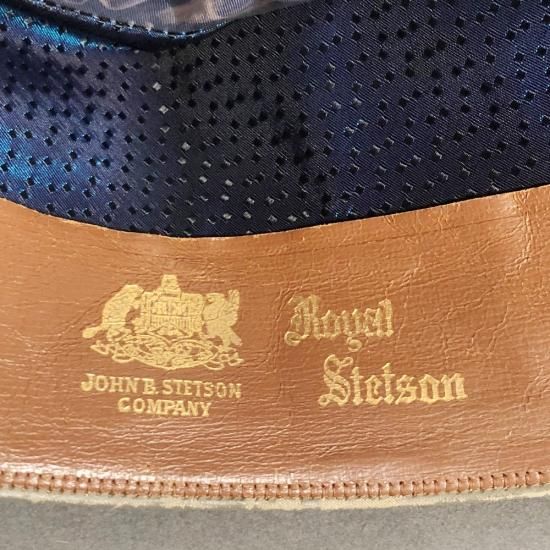 JOHN B. STETSON
COMPANY
Royal
Stetson